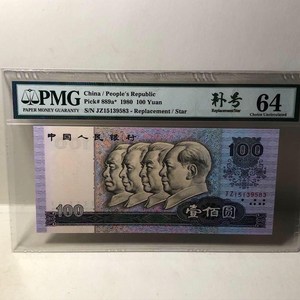 PMG
PAPER MONEY GUARANTY
China / People's Republic
Pick# 889a* 1980 100 Yuan
S/N JZ15139583 - Replacement / Star
补号
Replacement/Star
64
Choice Uncirculated
中国人民银行
100
JZ15139583
100
壹佰圆